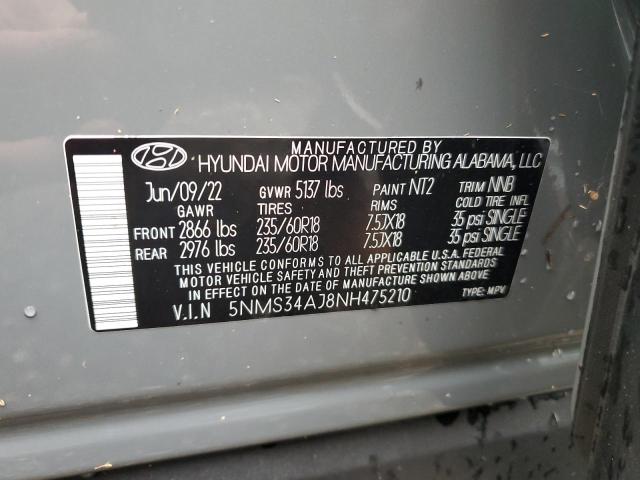 MANUFACTURED BY
HYUNDAI MOTOR MANUFACTURING ALABAMA, LLC
Jun/09/22 GVWR 5137 lbs PAINT NT2 TRIM NNB
GAWR TIRES RIMS COLD TIRE INFL
FRONT 2866 lbs 235/60R18 7.5JX18 35 psi SINGLE
REAR 2976 lbs 235/60R18 7.5JX18 35 psi SINGLE
THIS VEHICLE CONFORMS TO ALL APPLICABLE U.S.A. FEDERAL
MOTOR VEHICLE SAFETY AND THEFT PREVENTION STANDARDS
IN EFFECT ON THE DATE OF MANUFACTURE SHOWN ABOVE.
V.I.N 5NMS34AJ8NH475210 TYPE: MPV